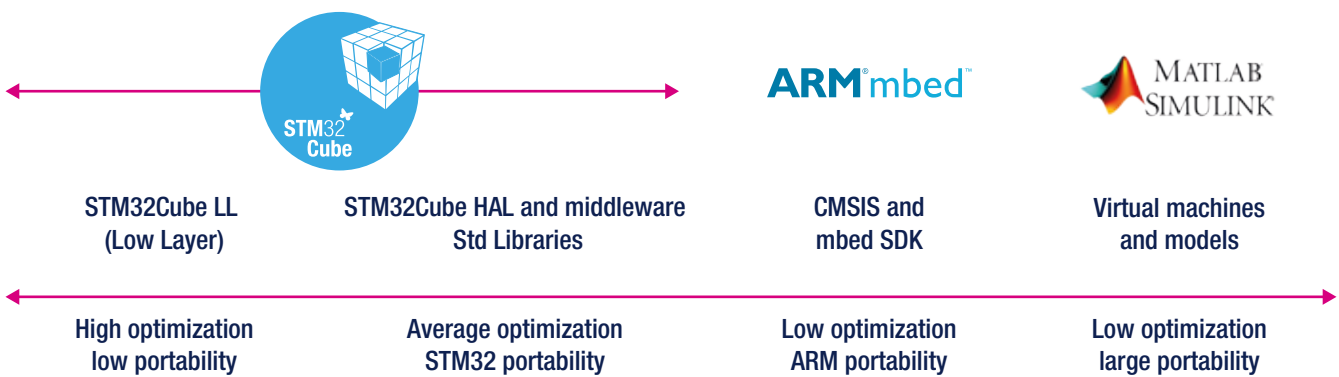 STM32
Cube
ARM® mbed™
MATLAB
SIMULINK®
STM32Cube LL
(Low Layer)
STM32Cube HAL and middleware
Std Libraries
CMSIS and
mbed SDK
Virtual machines
and models
High optimization
low portability
Average optimization
STM32 portability
Low optimization
ARM portability
Low optimization
large portability